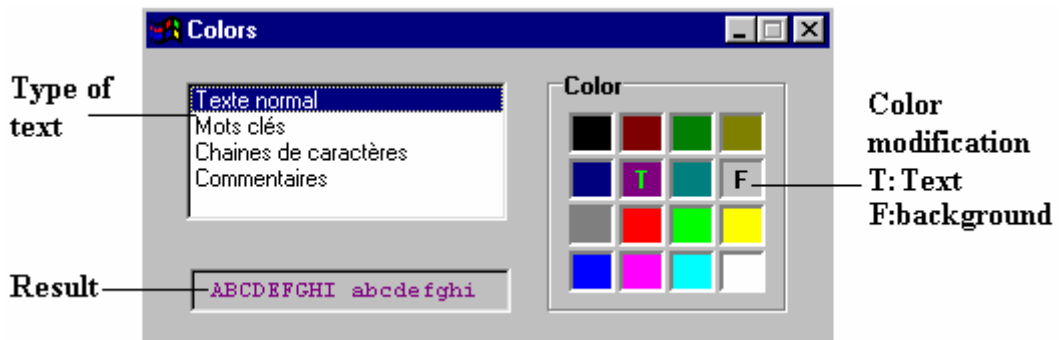 Colors
Type of
text
Texte normal
Mots clés
Chaines de caractères
Commentaires
Result
ABCDEFGHI abcdefghi
Color
T
F
Color
modification
T: Text
F:background